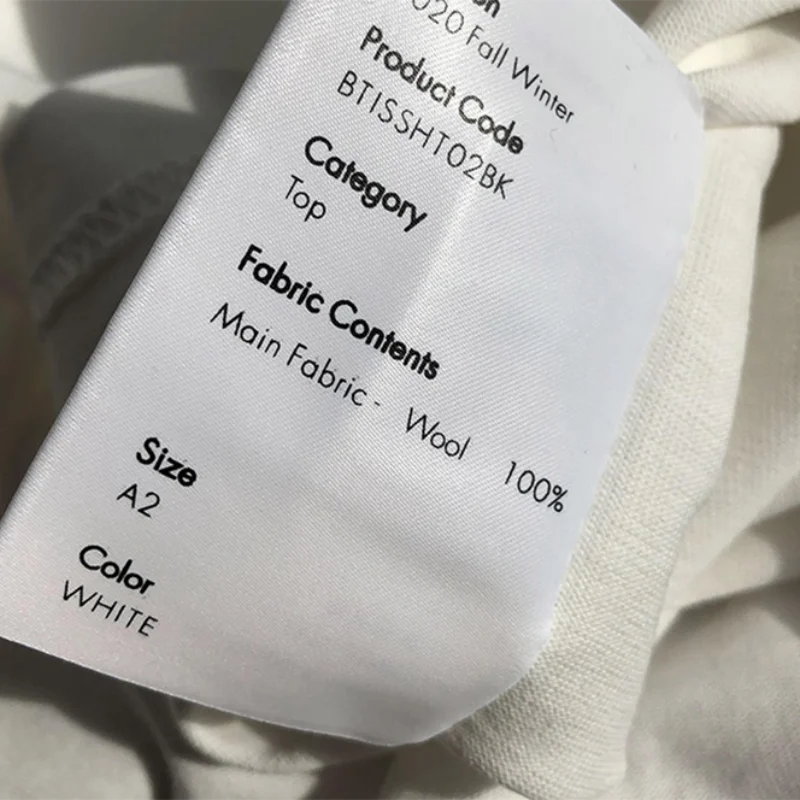 020 Fall Winter
Product Code
BTISSHT02BK
Category
Top
Fabric Contents
Main Fabric - Wool 100%
Size
A2
Color
WHITE